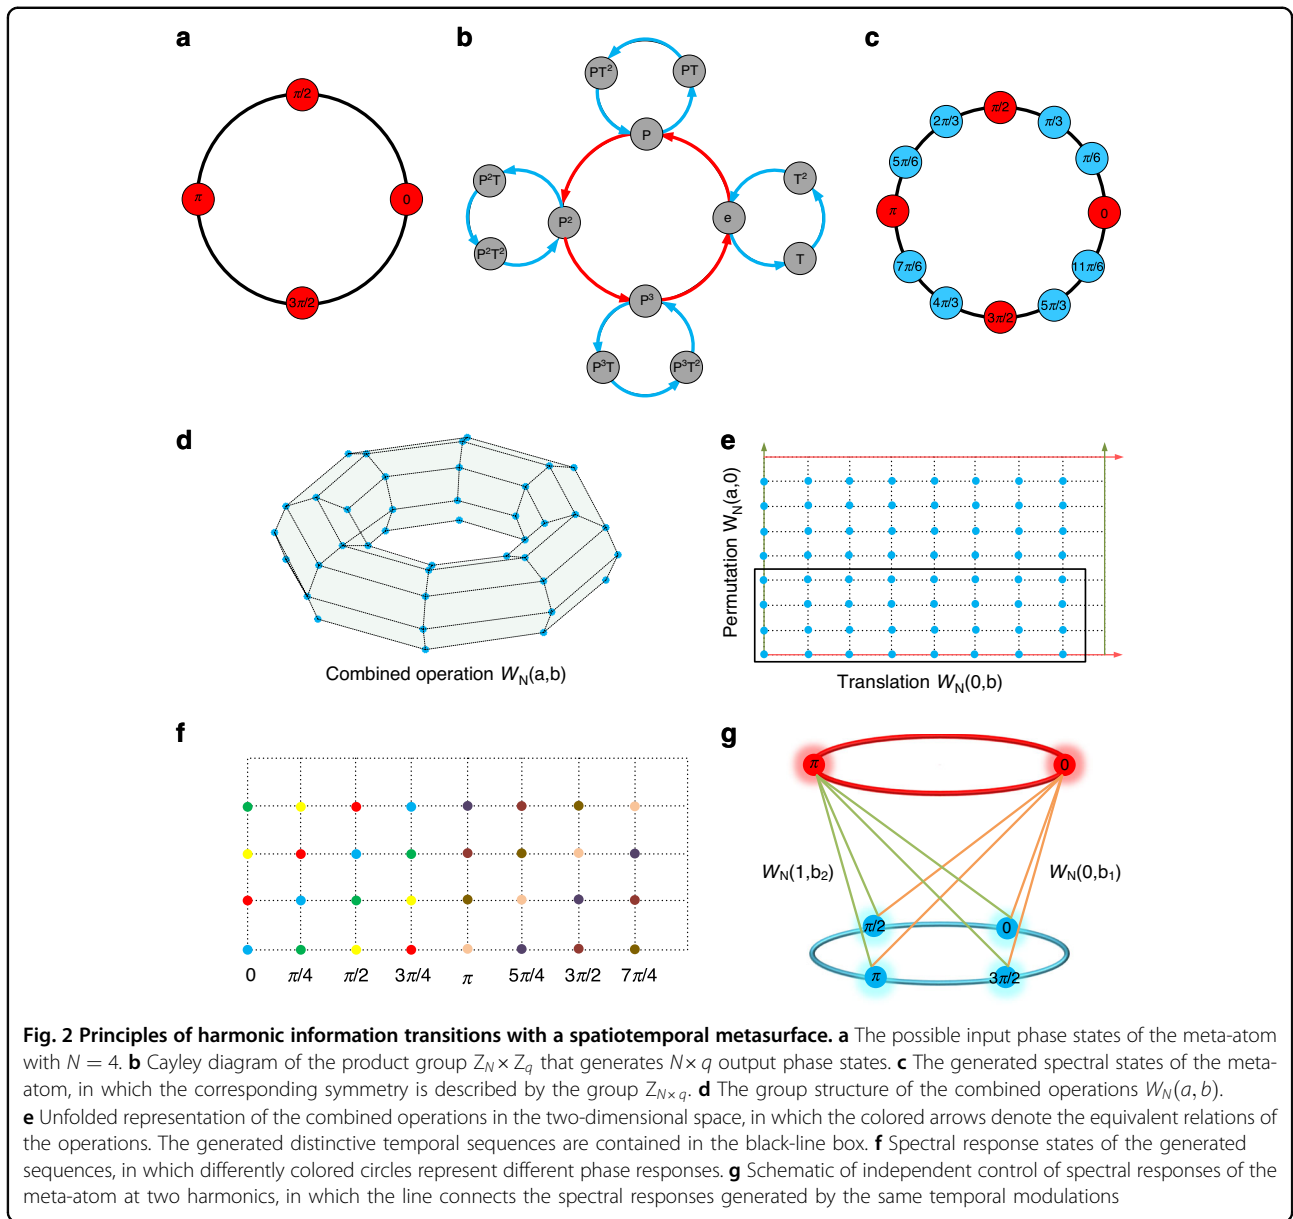 a
π/2
π
0
3π/2
b
PT²
PT
P
P²T
T²
P²
e
P²T²
T
P³
P³T
P³T²
c
π/2
2π/3
π/3
5π/6
π/6
π
0
7π/6
11π/6
4π/3
5π/3
3π/2
d
Combined operation W_N(a,b)
e
Permutation W_N(a,0)
Translation W_N(0,b)
f
0 π/4 π/2 3π/4 π 5π/4 3π/2 7π/4
g
π
0
W_N(1,b₂)
W_N(0,b₁)
π/2
0
π
3π/2
Fig. 2 Principles of harmonic information transitions with a spatiotemporal metasurface. a The possible input phase states of the meta-atom
with N = 4. b Cayley diagram of the product group Z_N × Z_q that generates N × q output phase states. c The generated spectral states of the meta-
atom, in which the corresponding symmetry is described by the group Z_{N×q}. d The group structure of the combined operations W_N(a, b).
e Unfolded representation of the combined operations in the two-dimensional space, in which the colored arrows denote the equivalent relations of
the operations. The generated distinctive temporal sequences are contained in the black-line box. f Spectral response states of the generated
sequences, in which differently colored circles represent different phase responses. g Schematic of independent control of spectral responses of the
meta-atom at two harmonics, in which the line connects the spectral responses generated by the same temporal modulations